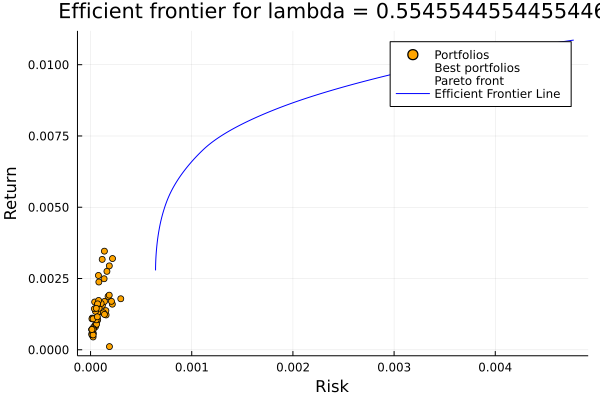 Efficient frontier for lambda = 0.5545544554455446
Portfolios
Best portfolios
Pareto front
Efficient Frontier Line
0.0100
0.0075
0.0050
0.0025
0.0000
Return
0.000 0.001 0.002 0.003 0.004
Risk